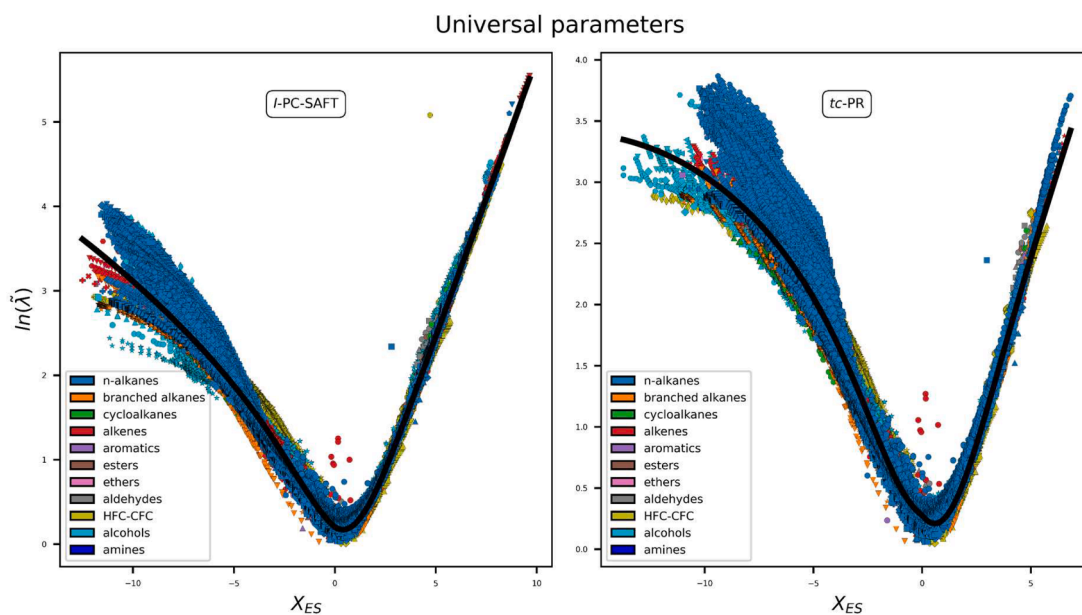 Universal parameters
I-PC-SAFT
ln(λ̃)
5
4
3
2
1
0
n-alkanes
branched alkanes
cycloalkanes
alkenes
aromatics
esters
ethers
aldehydes
HFC-CFC
alcohols
amines
−10
−5
0
5
10
X_ES
tc-PR
4.0
3.5
3.0
2.5
2.0
1.5
1.0
0.5
0.0
n-alkanes
branched alkanes
cycloalkanes
alkenes
aromatics
esters
ethers
aldehydes
HFC-CFC
alcohols
amines
−10
−5
0
5
X_ES